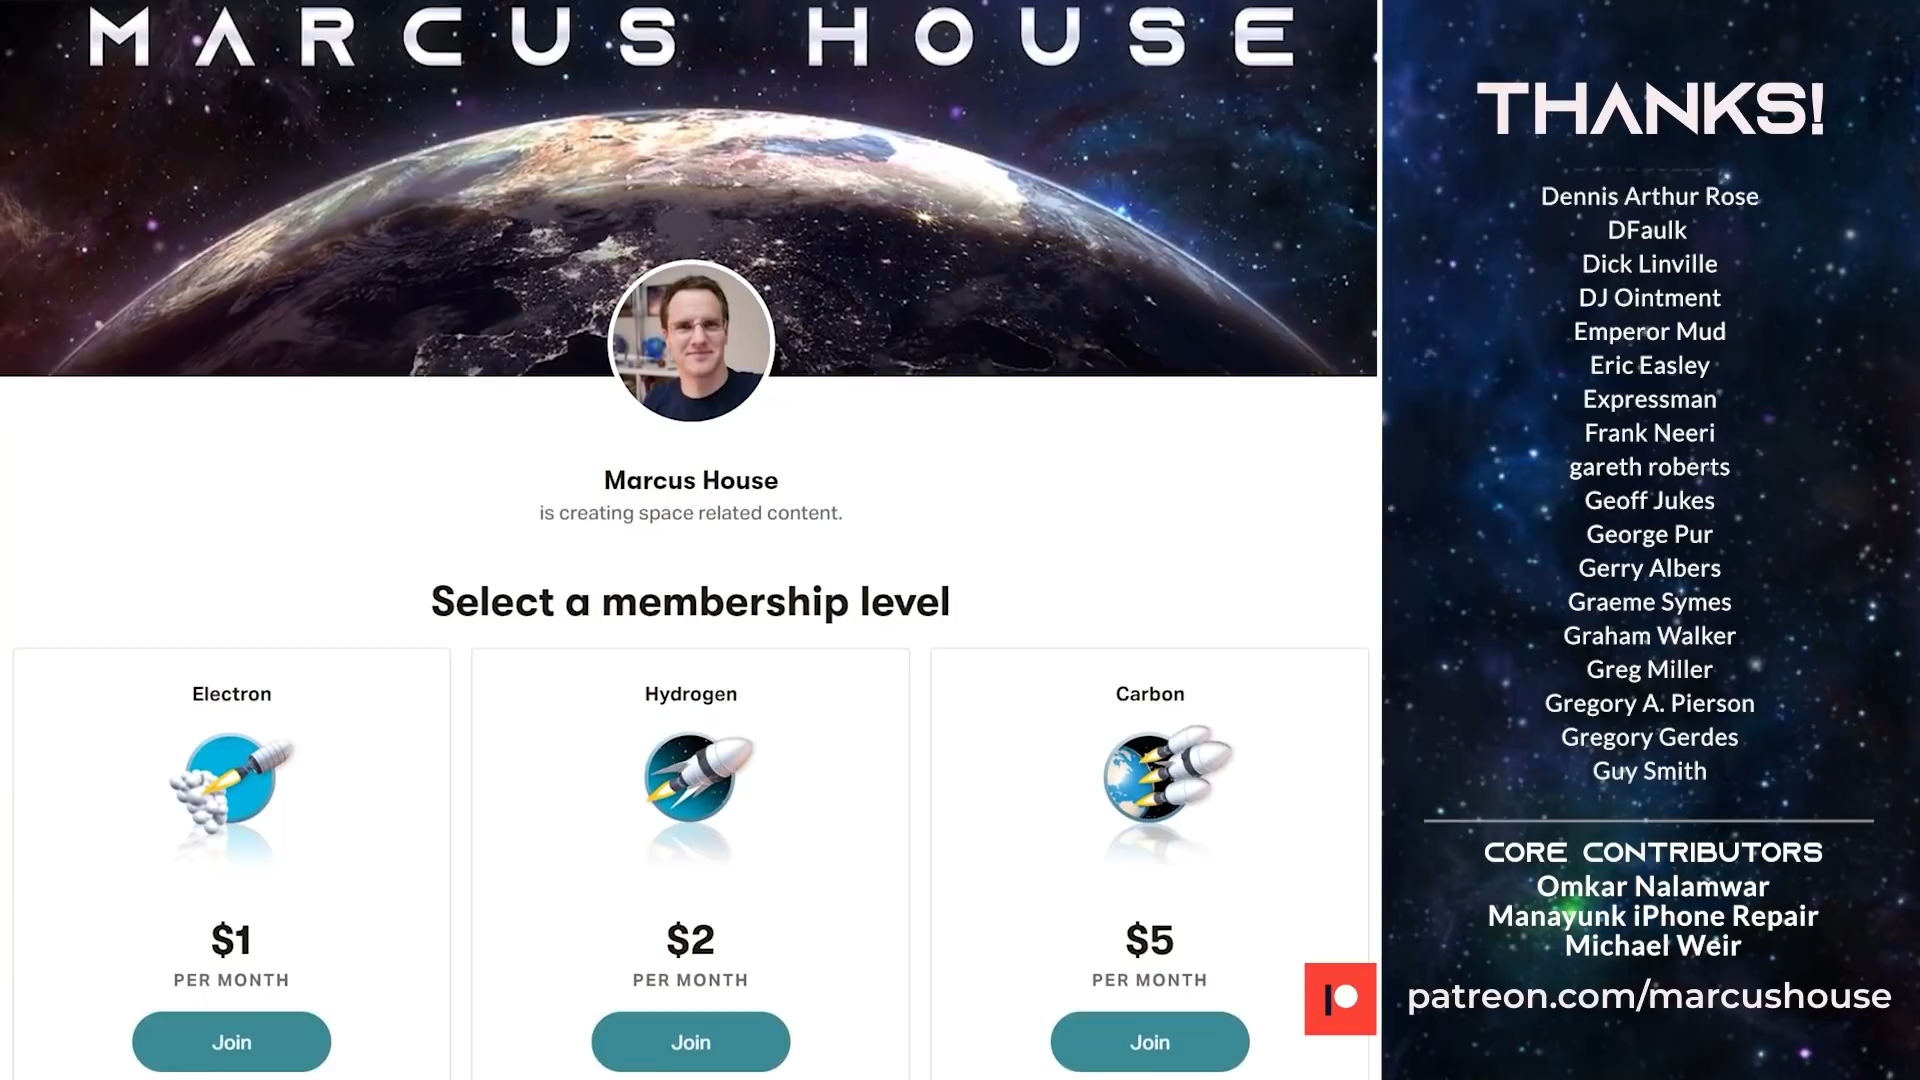 MARCUS HOUSE
Marcus House
is creating space related content.
Select a membership level
Electron
$1
PER MONTH
Join
Hydrogen
$2
PER MONTH
Join
Carbon
$5
PER MONTH
Join
THANKS!
Dennis Arthur Rose
DFaulk
Dick Linville
DJ Ointment
Emperor Mud
Eric Easley
Expressman
Frank Neeri
gareth roberts
Geoff Jukes
George Pur
Gerry Albers
Graeme Symes
Graham Walker
Greg Miller
Gregory A. Pierson
Gregory Gerdes
Guy Smith
CORE CONTRIBUTORS
Omkar Nalamwar
Manayunk iPhone Repair
Michael Weir
patreon.com/marcushouse